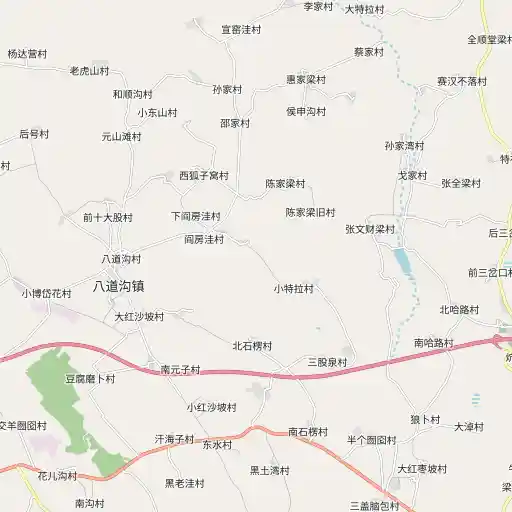 李家村
大特拉村
宣窑洼村
全顺堂梁村
杨达营村
蔡家村
老虎山村
惠家梁村
赛汉不落村
孙家村
和顺沟村
小东山村
侯申沟村
邵家村
后号村
元山滩村
孙家湾村
村
西狐子窝村
戈家村
陈家梁村
张全梁村
前十大股村
下阎房洼村
陈家梁旧村
张文财梁村
阎房洼村
八道沟村
八道沟镇
小特拉村
小博岱花村
北哈路村
大红沙坡村
北石楞村
南哈路村
三股泉村
南元子村
豆腐磨卜村
小红沙坡村
狼卜村
大淖村
南石楞村
汗海子村
东水村
半个圐圙村
黑土湾村
大红枣坡村
花儿沟村
黑老洼村
南沟村
三盖脑包村